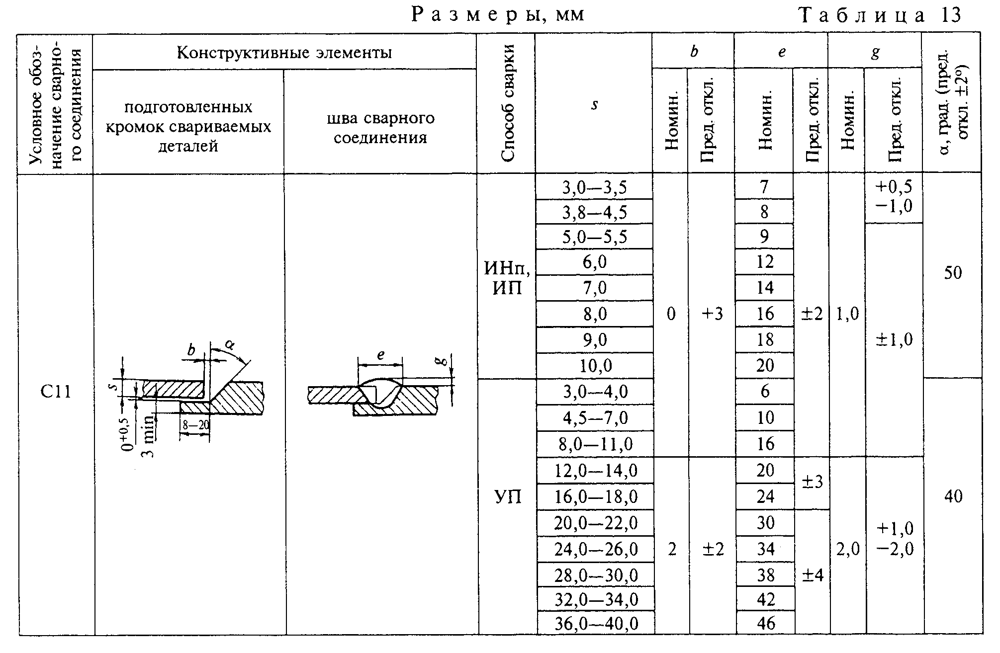 Размеры, мм
Таблица 13
Условное обоз-
начение сварно-
го соединения
Конструктивные элементы
подготовленных
кромок свариваемых
деталей
шва сварного
соединения
Способ сварки
s
b
Номин.
Пред. откл.
e
Номин.
Пред. откл.
g
Номин.
Пред. откл.
α, град. (пред.
откл. ±2°)
С11
b
α
s
0+0,5
3 min
8—20
e
g
ИНп,
ИП
3,0—3,5
3,8—4,5
5,0—5,5
6,0
7,0
8,0
9,0
10,0
УП
3,0—4,0
4,5—7,0
8,0—11,0
12,0—14,0
16,0—18,0
20,0—22,0
24,0—26,0
28,0—30,0
32,0—34,0
36,0—40,0
0
2
+3
±2
7
8
9
12
14
16
18
20
6
10
16
20
24
30
34
38
42
46
±2
±3
±4
1,0
2,0
+0,5
−1,0
±1,0
+1,0
−2,0
50
40